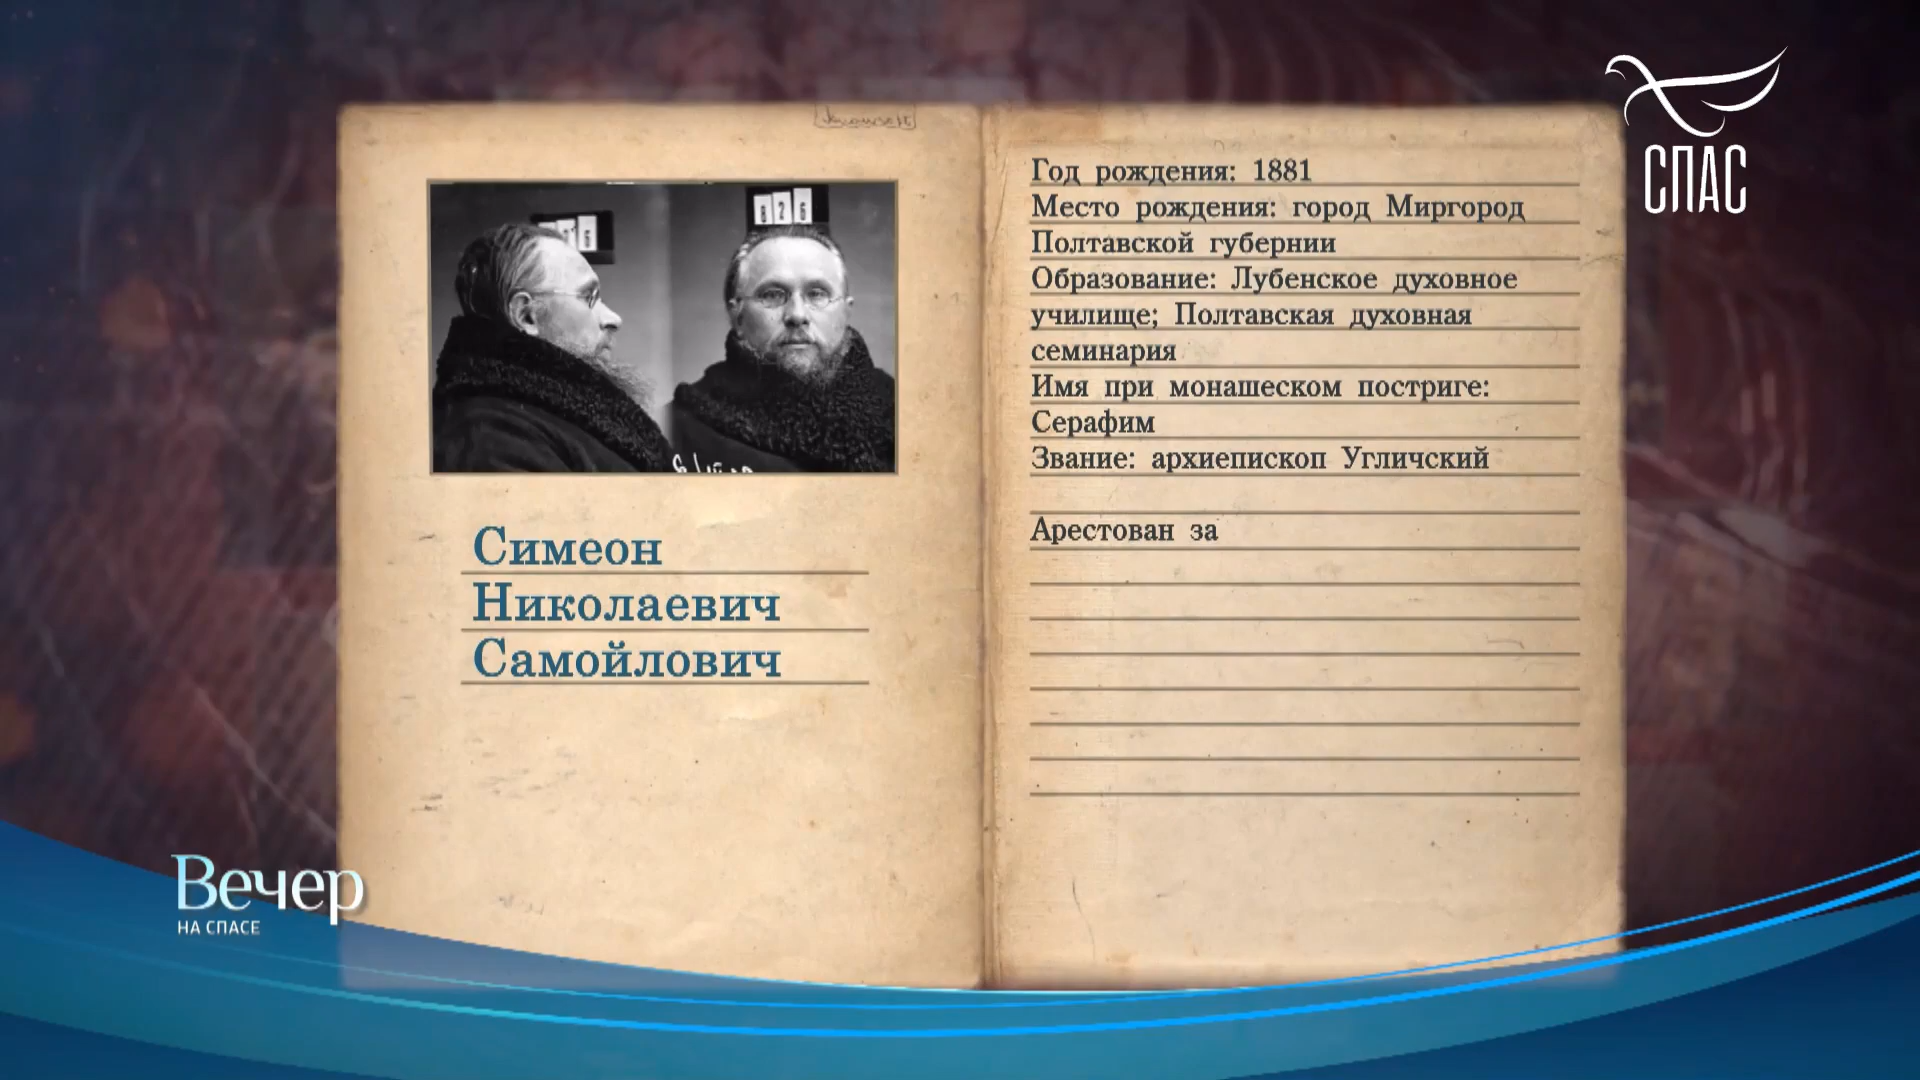 СПАС
826
Симеон
Николаевич
Самойлович
Год рождения: 1881
Место рождения: город Миргород
Полтавской губернии
Образование: Лубенское духовное
училище; Полтавская духовная
семинария
Имя при монашеском постриге:
Серафим
Звание: архиепископ Угличский
Арестован за
Вечер
НА СПАСЕ